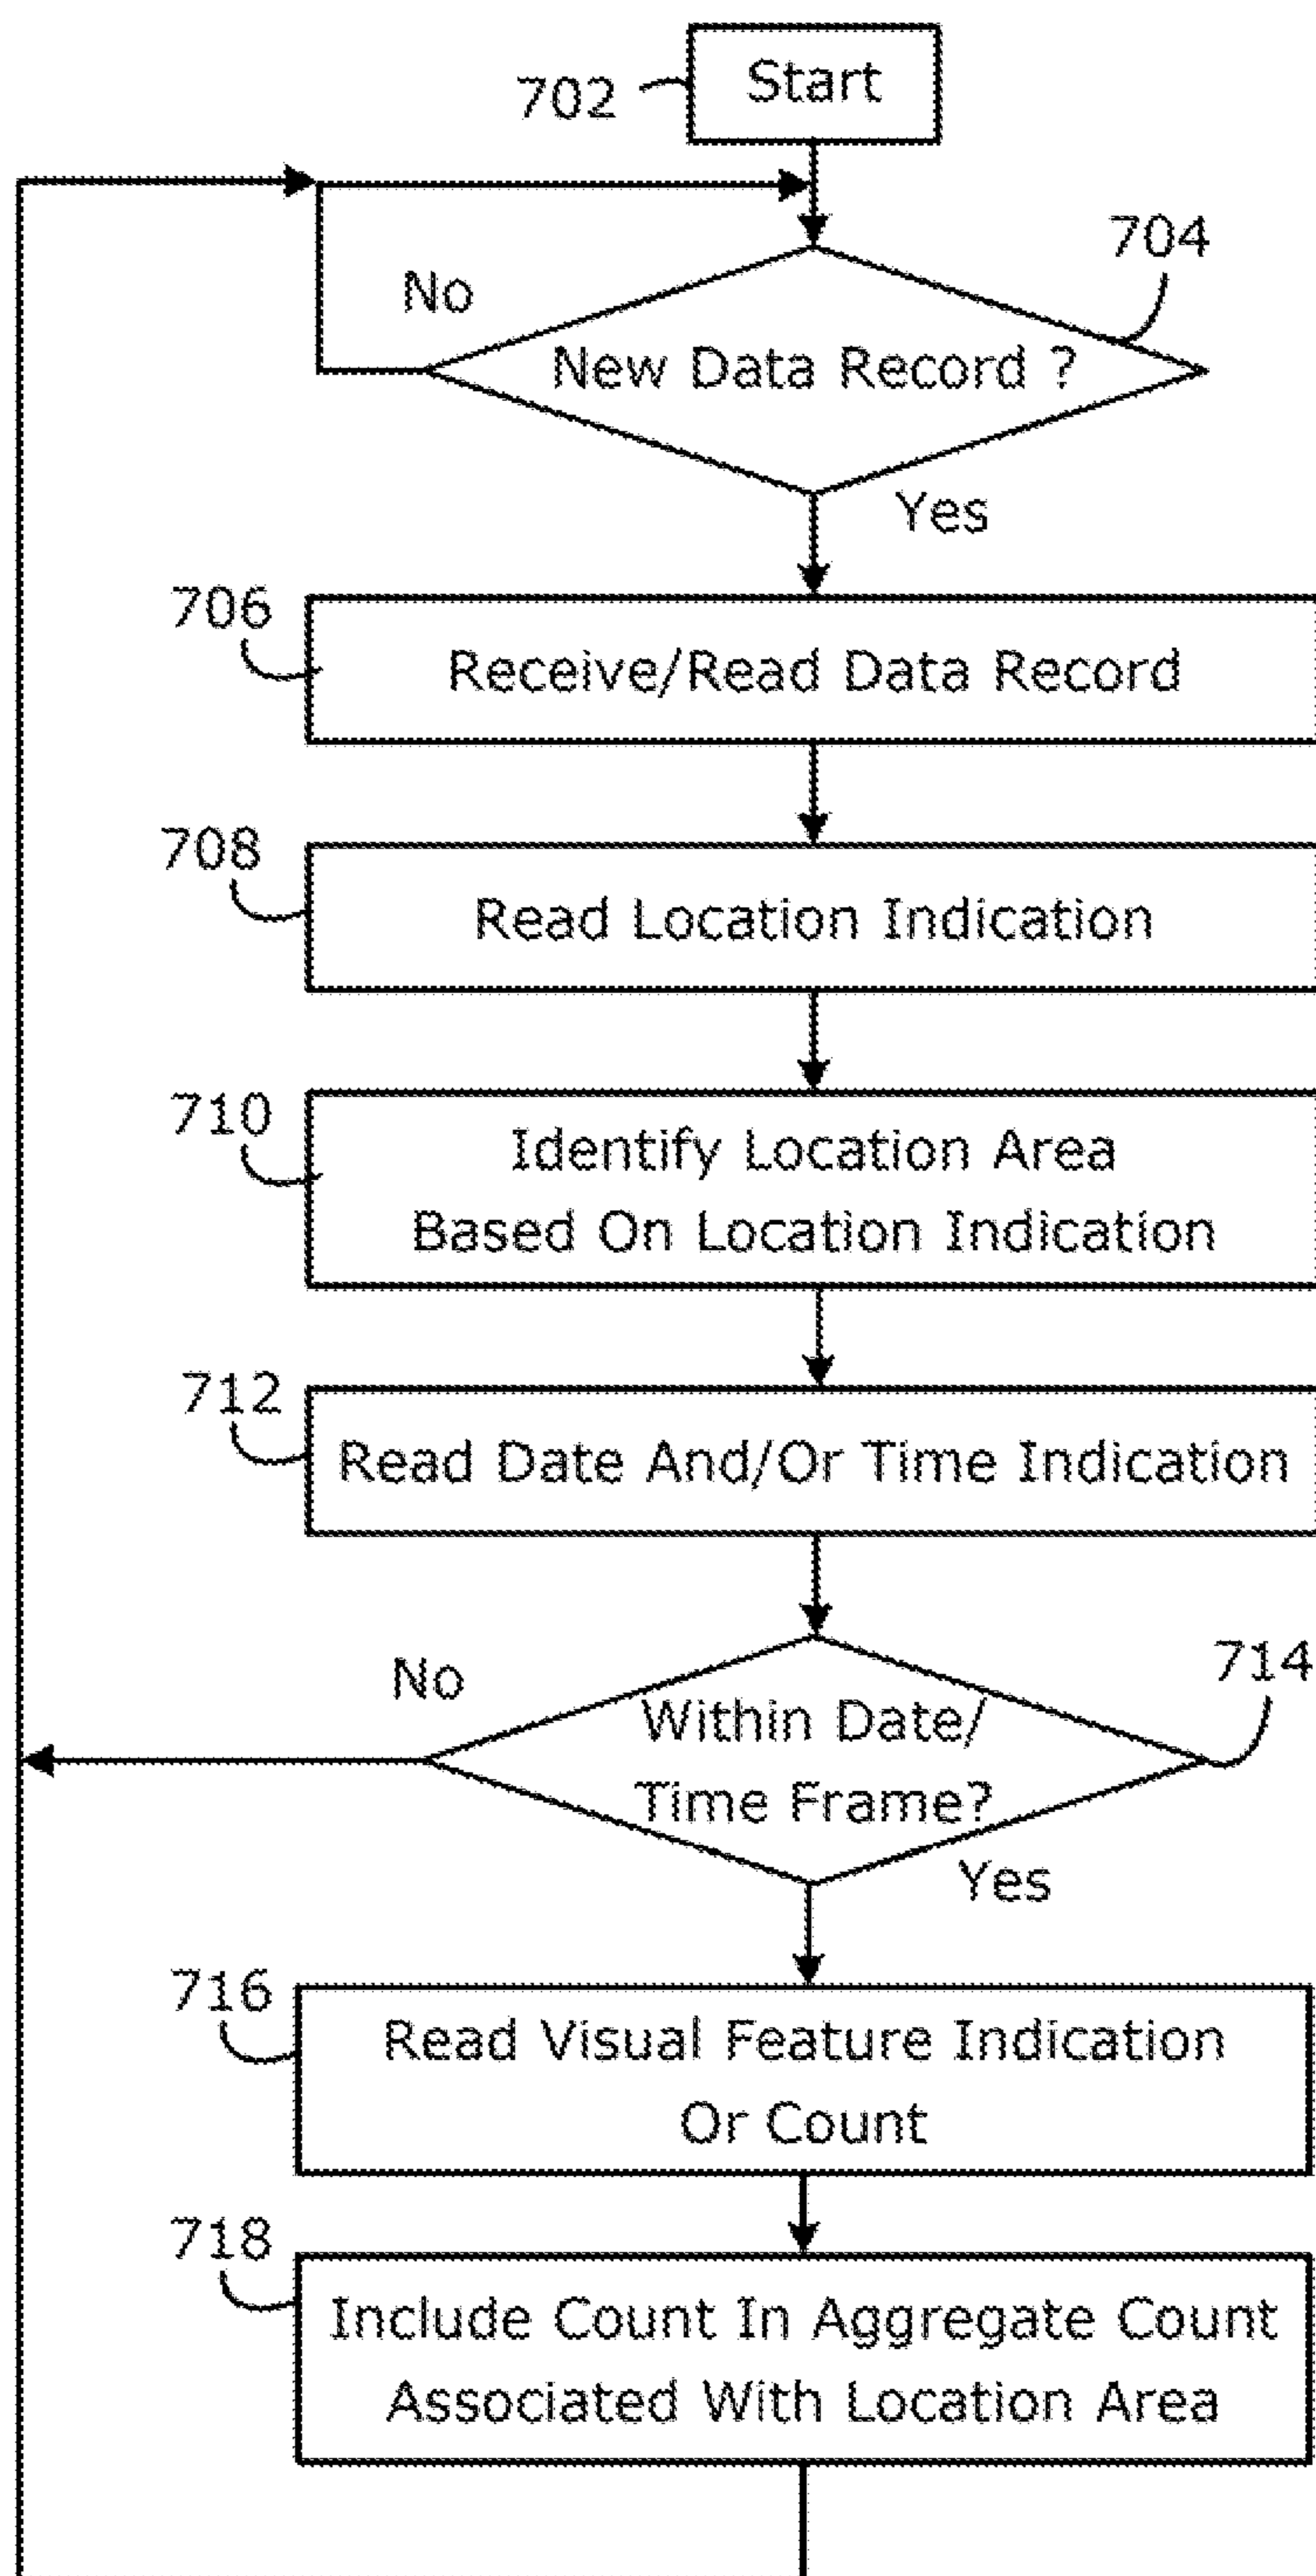 702
Start
704
No
New Data Record ?
Yes
706
Receive/Read Data Record
708
Read Location Indication
710
Identify Location Area
Based On Location Indication
712
Read Date And/Or Time Indication
No
714
Within Date/
Time Frame?
Yes
716
Read Visual Feature Indication
Or Count
718
Include Count In Aggregate Count
Associated With Location Area